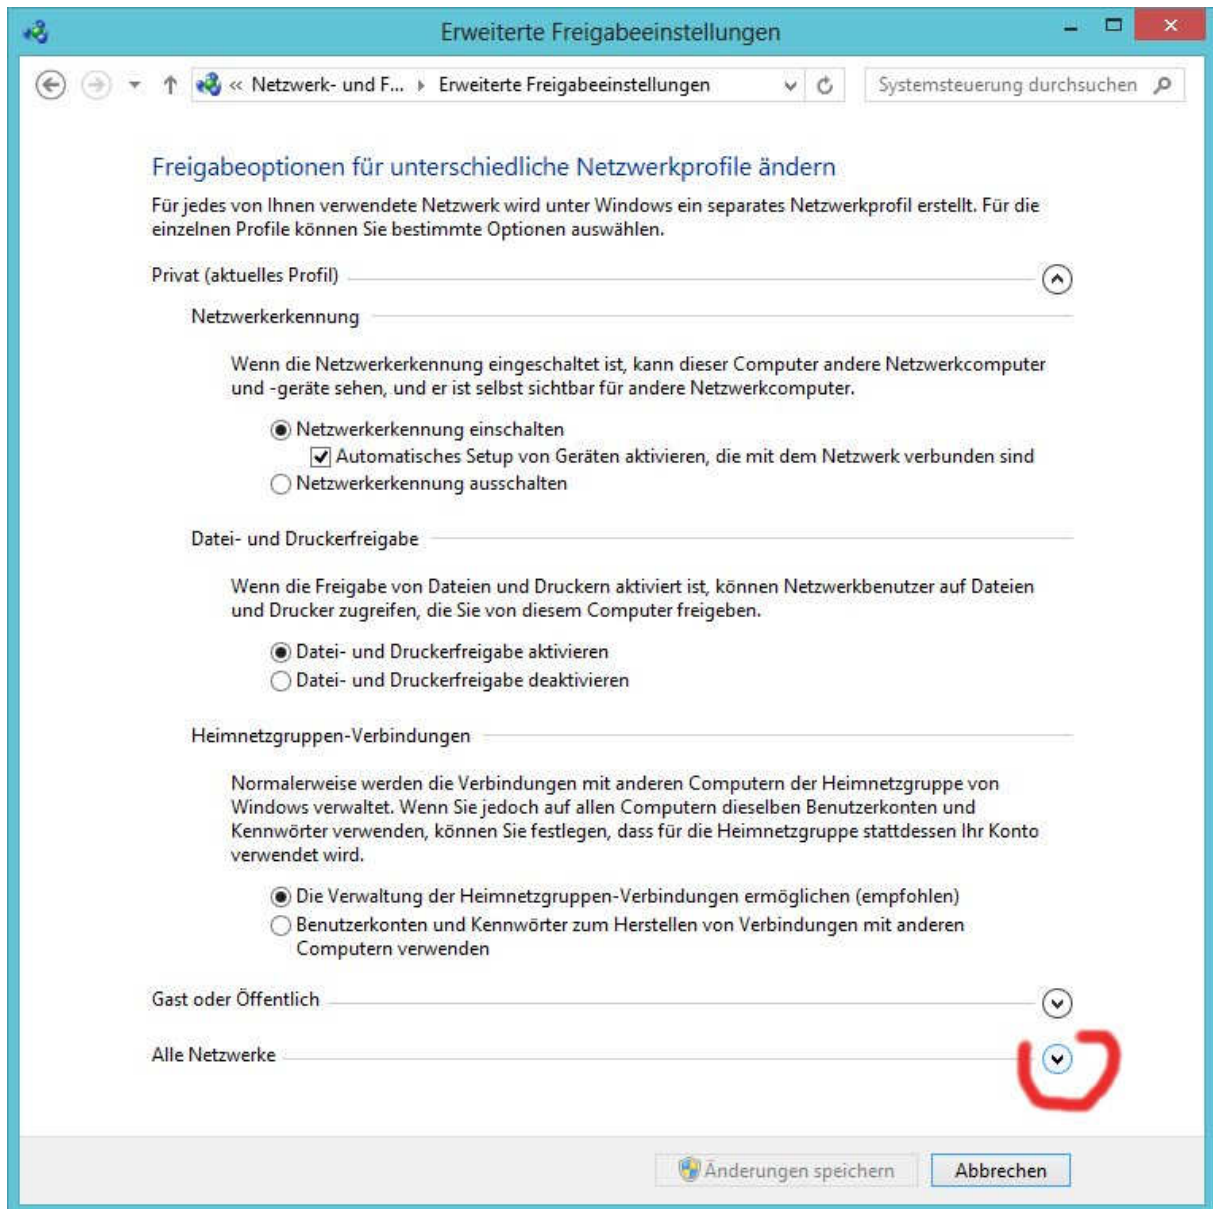 Erweiterte Freigabeeinstellungen
« Netzwerk- und F... Erweiterte Freigabeeinstellungen Systemsteuerung durchsuchen
Freigabeoptionen für unterschiedliche Netzwerkprofile ändern
Für jedes von Ihnen verwendete Netzwerk wird unter Windows ein separates Netzwerkprofil erstellt. Für die
einzelnen Profile können Sie bestimmte Optionen auswählen.
Privat (aktuelles Profil)
Netzwerkerkennung
Wenn die Netzwerkerkennung eingeschaltet ist, kann dieser Computer andere Netzwerkcomputer
und -geräte sehen, und er ist selbst sichtbar für andere Netzwerkcomputer.
Netzwerkerkennung einschalten
Automatisches Setup von Geräten aktivieren, die mit dem Netzwerk verbunden sind
Netzwerkerkennung ausschalten
Datei- und Druckerfreigabe
Wenn die Freigabe von Dateien und Druckern aktiviert ist, können Netzwerkbenutzer auf Dateien
und Drucker zugreifen, die Sie von diesem Computer freigeben.
Datei- und Druckerfreigabe aktivieren
Datei- und Druckerfreigabe deaktivieren
Heimnetzgruppen-Verbindungen
Normalerweise werden die Verbindungen mit anderen Computern der Heimnetzgruppe von
Windows verwaltet. Wenn Sie jedoch auf allen Computern dieselben Benutzerkonten und
Kennwörter verwenden, können Sie festlegen, dass für die Heimnetzgruppe stattdessen Ihr Konto
verwendet wird.
Die Verwaltung der Heimnetzgruppen-Verbindungen ermöglichen (empfohlen)
Benutzerkonten und Kennwörter zum Herstellen von Verbindungen mit anderen
Computern verwenden
Gast oder Öffentlich
Alle Netzwerke
Änderungen speichern Abbrechen